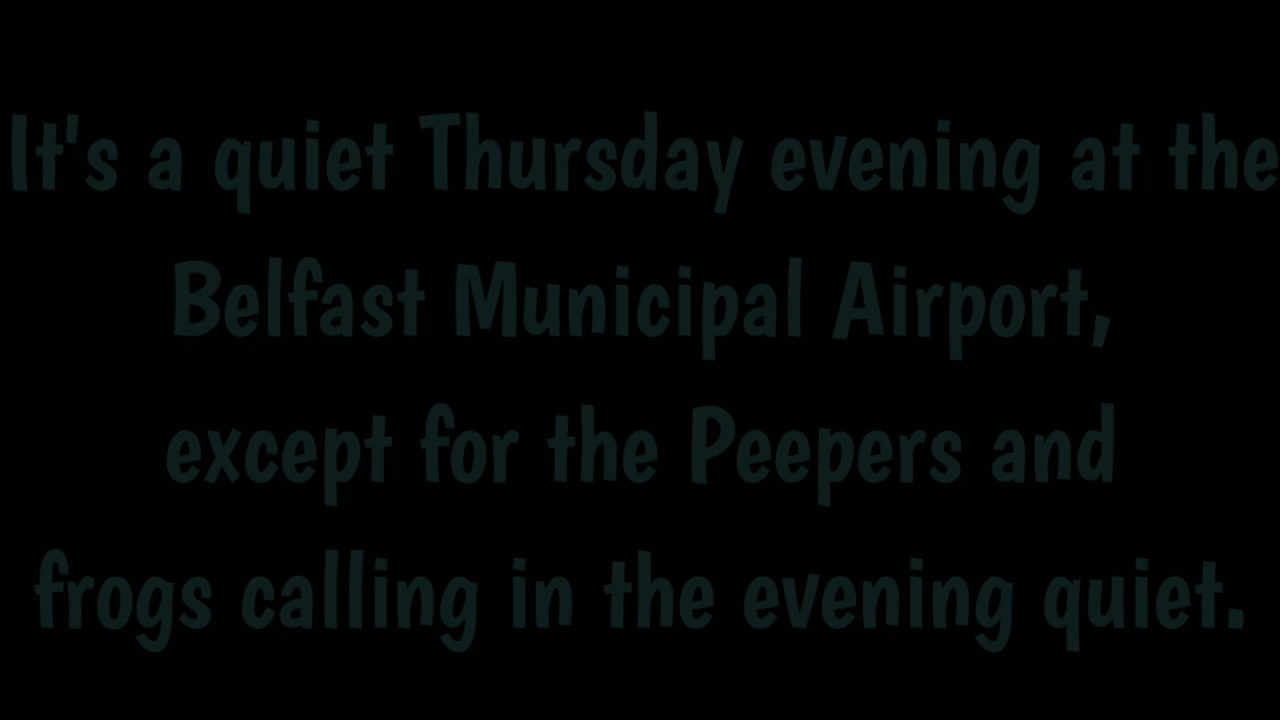 It's a quiet Thursday evening at the
Belfast Municipal Airport,
except for the Peepers and
frogs calling in the evening quiet.